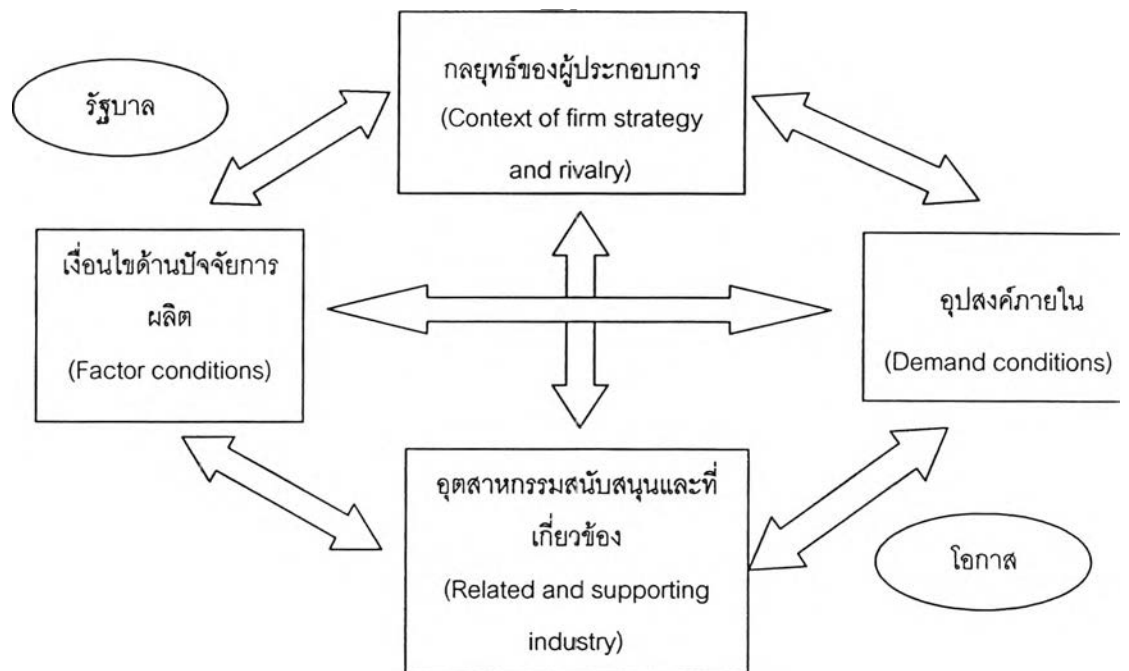 กลยุทธ์ของผู้ประกอบการ
(Context of firm strategy
and rivalry)
รัฐบาล
เงื่อนไขด้านปัจจัยการ
ผลิต
(Factor conditions)
อุปสงค์ภายใน
(Demand conditions)
อุตสาหกรรมสนับสนุนและที่
เกี่ยวข้อง
(Related and supporting
industry)
โอกาส